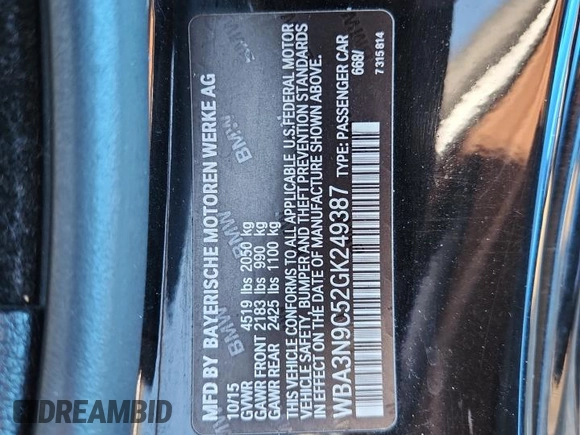 MFD BY BAYERISCHE MOTOREN WERKE AG
10/15
GVWR 4519 lbs 2050 kg
GAWR FRONT 2183 lbs 990 kg
GAWR REAR 2425 lbs 1100 kg
THIS VEHICLE CONFORMS TO ALL APPLICABLE U.S.FEDERAL MOTOR
VEHICLE SAFETY, BUMPER AND THEFT PREVENTION STANDARDS
IN EFFECT ON THE DATE OF MANUFACTURE SHOWN ABOVE.
WBA3N9C52GK249387 TYPE: PASSENGER CAR
668/
7 315 814
BMW BMW BMW BMW
DREAMBID